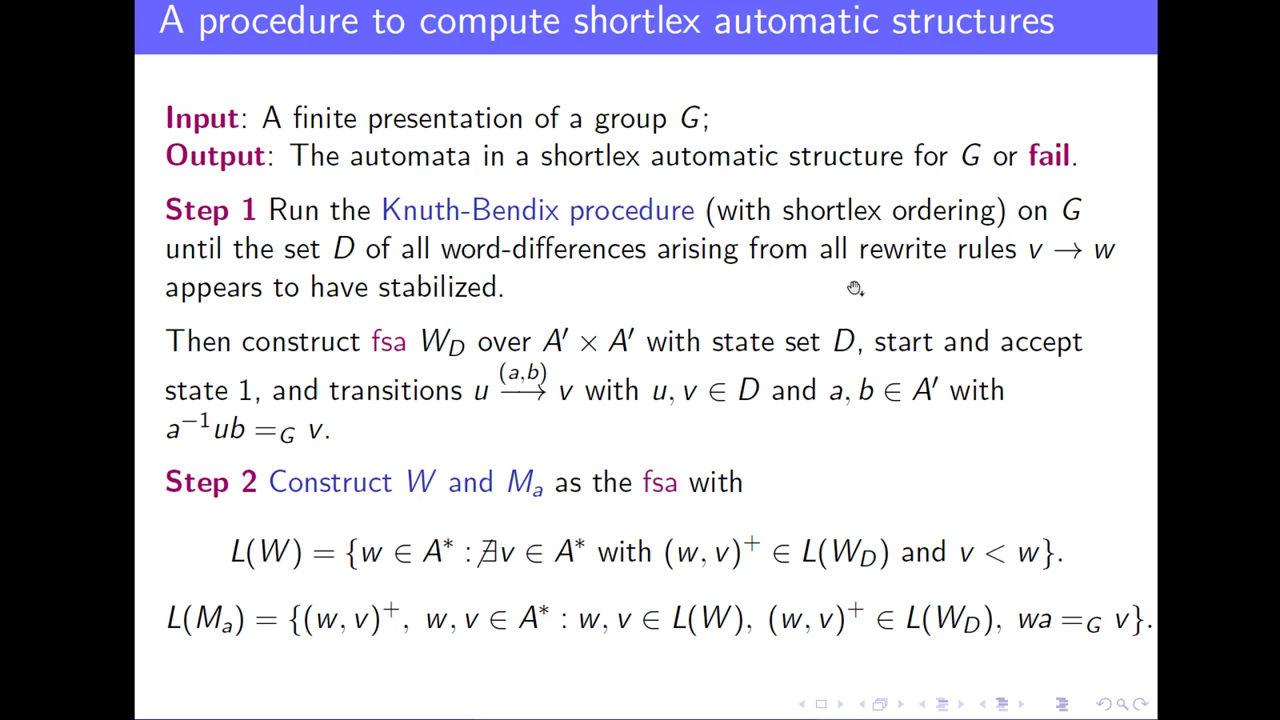 A procedure to compute shortlex automatic structures
Input: A finite presentation of a group G;
Output: The automata in a shortlex automatic structure for G or fail.
Step 1 Run the Knuth-Bendix procedure (with shortlex ordering) on G
until the set D of all word-differences arising from all rewrite rules v → w
appears to have stabilized.
Then construct fsa W_D over A′ × A′ with state set D, start and accept
state 1, and transitions u —(a,b)→ v with u, v ∈ D and a, b ∈ A′ with
a⁻¹ub =_G v.
Step 2 Construct W and M_a as the fsa with
L(W) = {w ∈ A* : ∄v ∈ A* with (w, v)⁺ ∈ L(W_D) and v < w}.
L(M_a) = {(w, v)⁺, w, v ∈ A* : w, v ∈ L(W), (w, v)⁺ ∈ L(W_D), wa =_G v}.